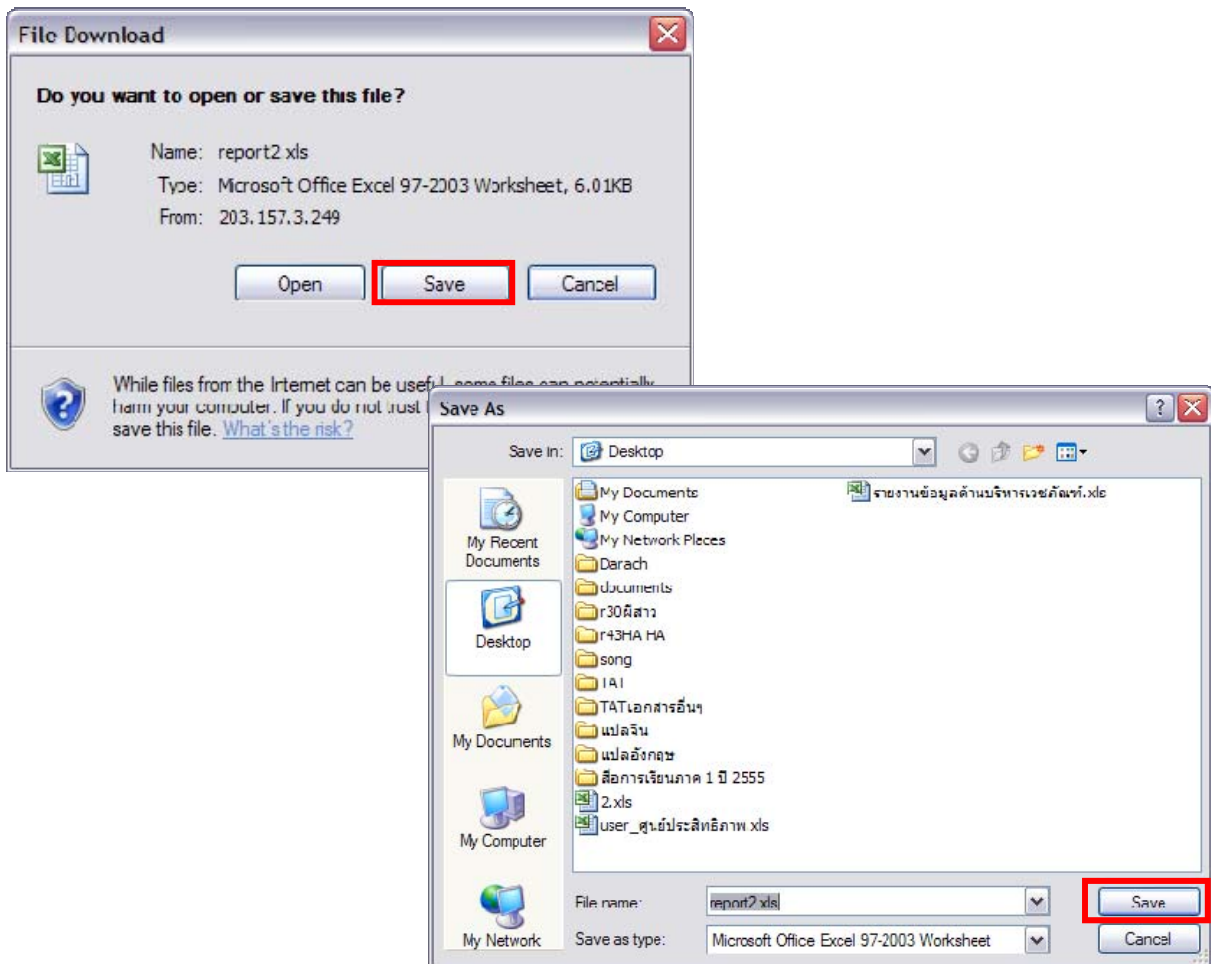 File Download
Do you want to open or save this file?
Name: report2.xls
Type: Microsoft Office Excel 97-2003 Worksheet, 6.01KB
From: 203.157.3.249
Open Save Cancel
While files from the Internet can be useful, some files can potentially
harm your computer. If you do not trust
save this file. What's the risk?
Save As
Save in: Desktop
My Recent
Documents
Desktop
My Documents
My Computer
My Network
My Documents
My Computer
My Network Places
Darach
documents
r30ผิสาว
r43HA HA
song
TAT
TATเอกสารอื่นๆ
แปลจีน
แปลอังกฤษ
สื่อการเรียนภาค 1 ปี 2555
2.xls
user_ศูนย์ประสิทธิภาพ.xls
รายงานข้อมูลด้านบริหารเวชภัณฑ์.xls
File name: report2.xls
Save
Save as type: Microsoft Office Excel 97-2003 Worksheet
Cancel